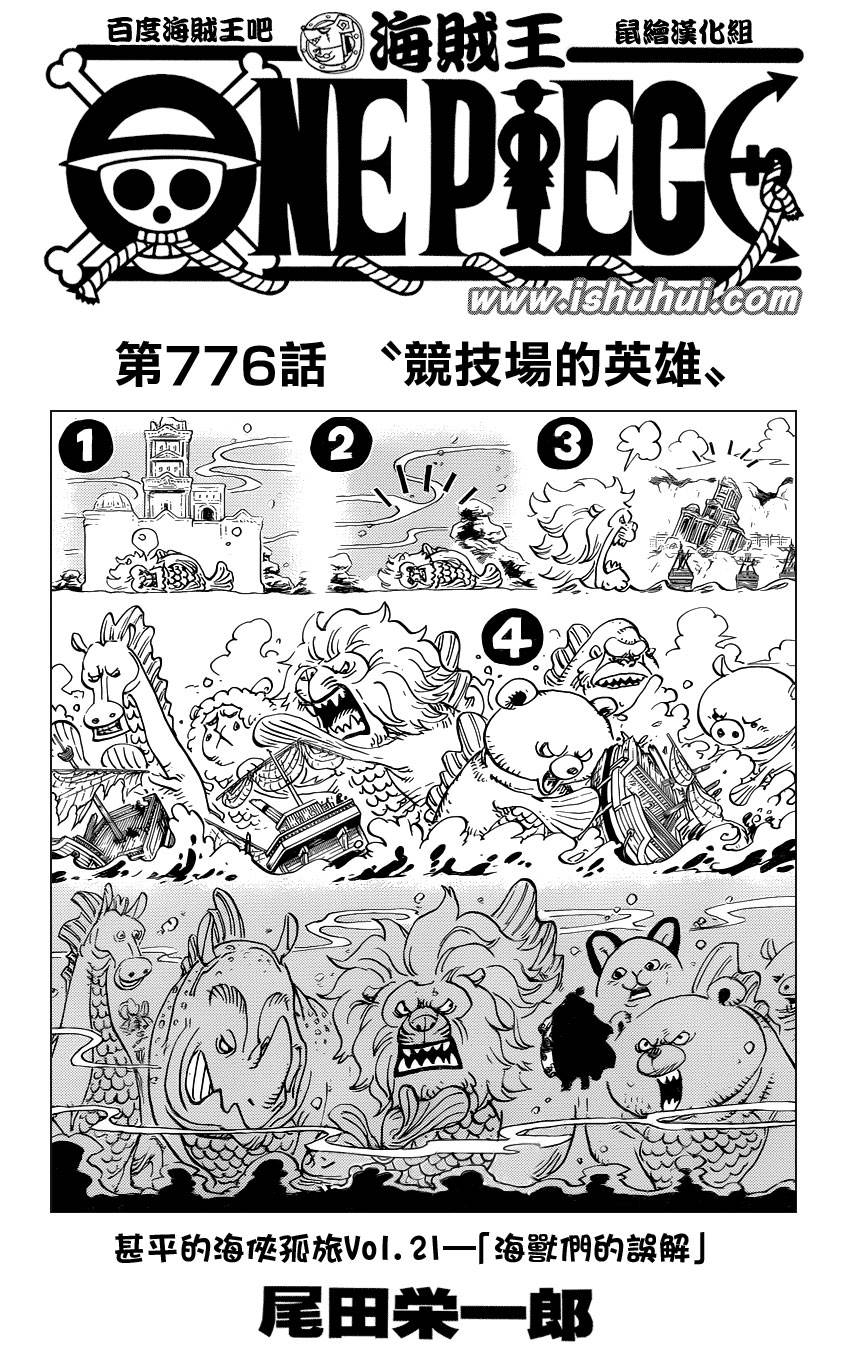 百度海賊王吧
海賊王
鼠繪漢化組
ONE PIECE
www.ishuhui.com
第776話 〝競技場的英雄〟
1
2
3
4
甚平的海俠孤旅Vol.21—「海獸們的誤解」
尾田栄一郎